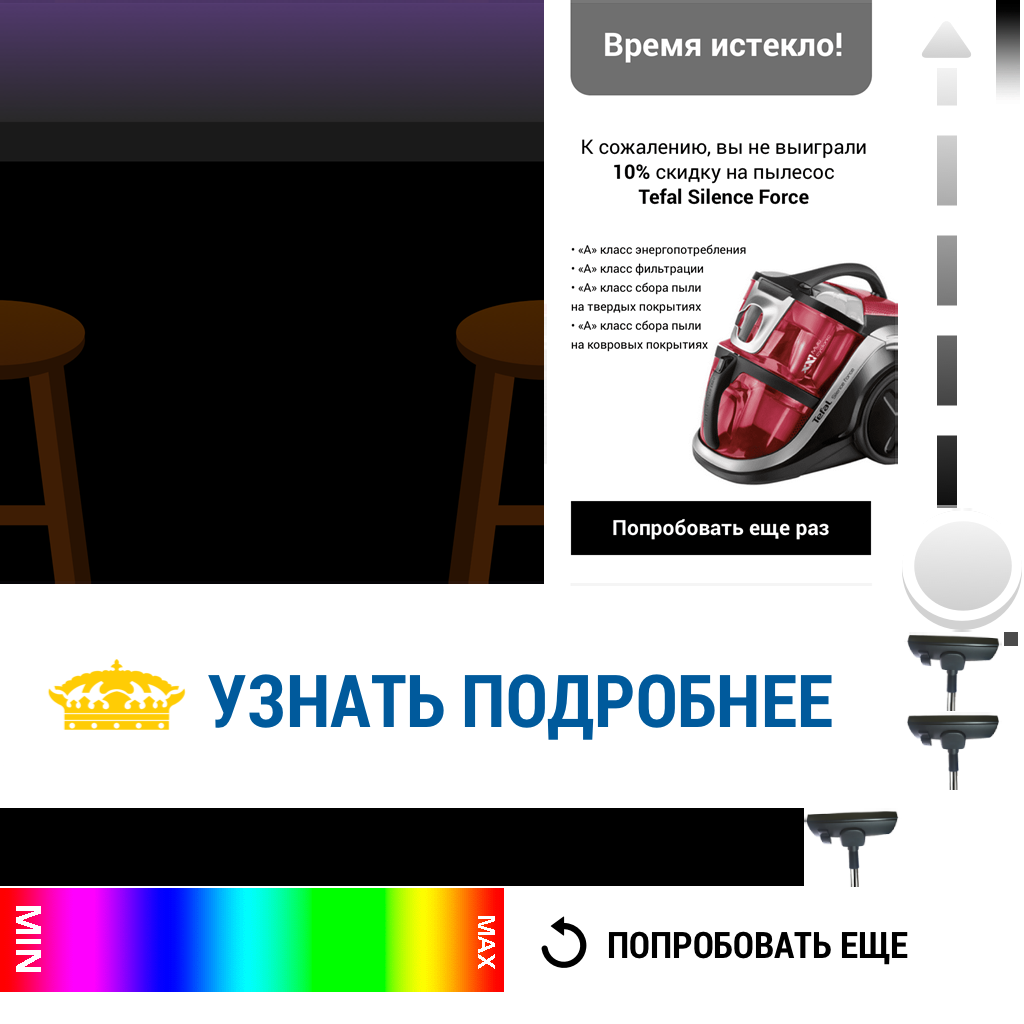 Время истекло!
К сожалению, вы не выиграли
10% скидку на пылесос
Tefal Silence Force
• «А» класс энергопотребления
• «А» класс фильтрации
• «А» класс сбора пыли
на твердых покрытиях
• «А» класс сбора пыли
на ковровых покрытиях
Tefal Silence Force
Попробовать еще раз
УЗНАТЬ ПОДРОБНЕЕ
MIN
MAX
ПОПРОБОВАТЬ ЕЩЕ